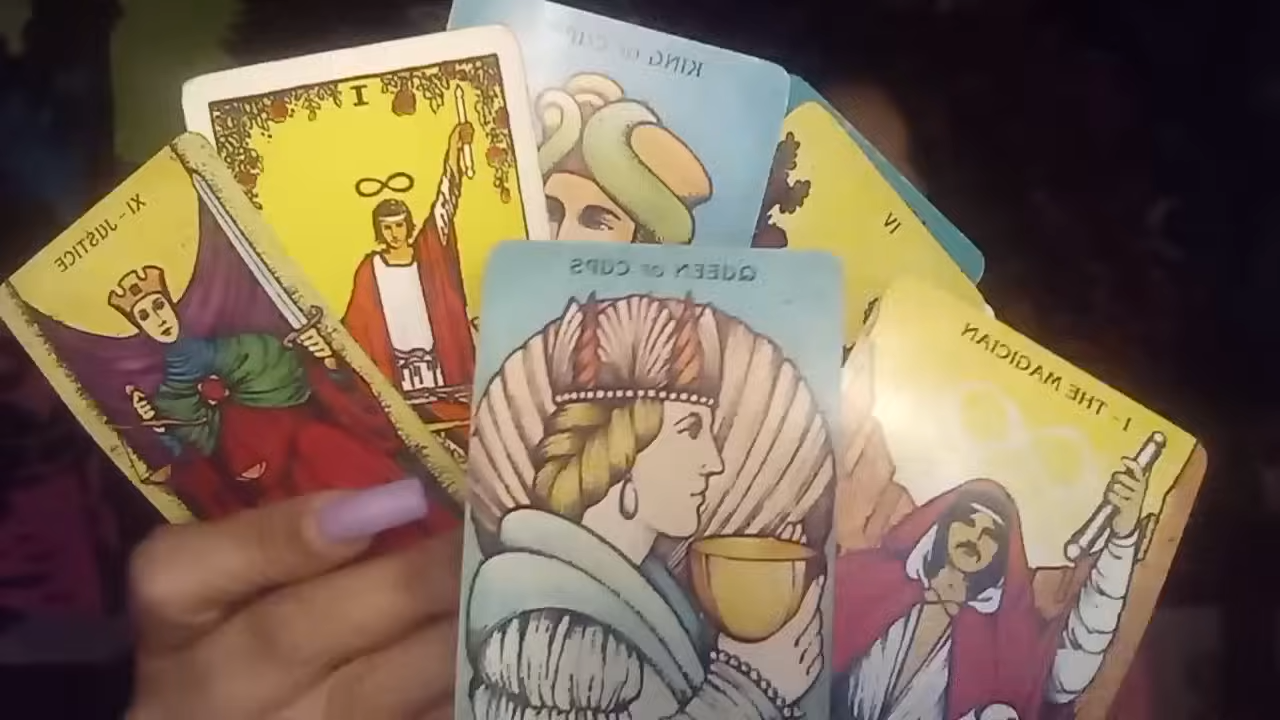 KING OF CUPS
I
XI - JUSTICE
IV
QUEEN OF CUPS
I - THE MAGICIAN